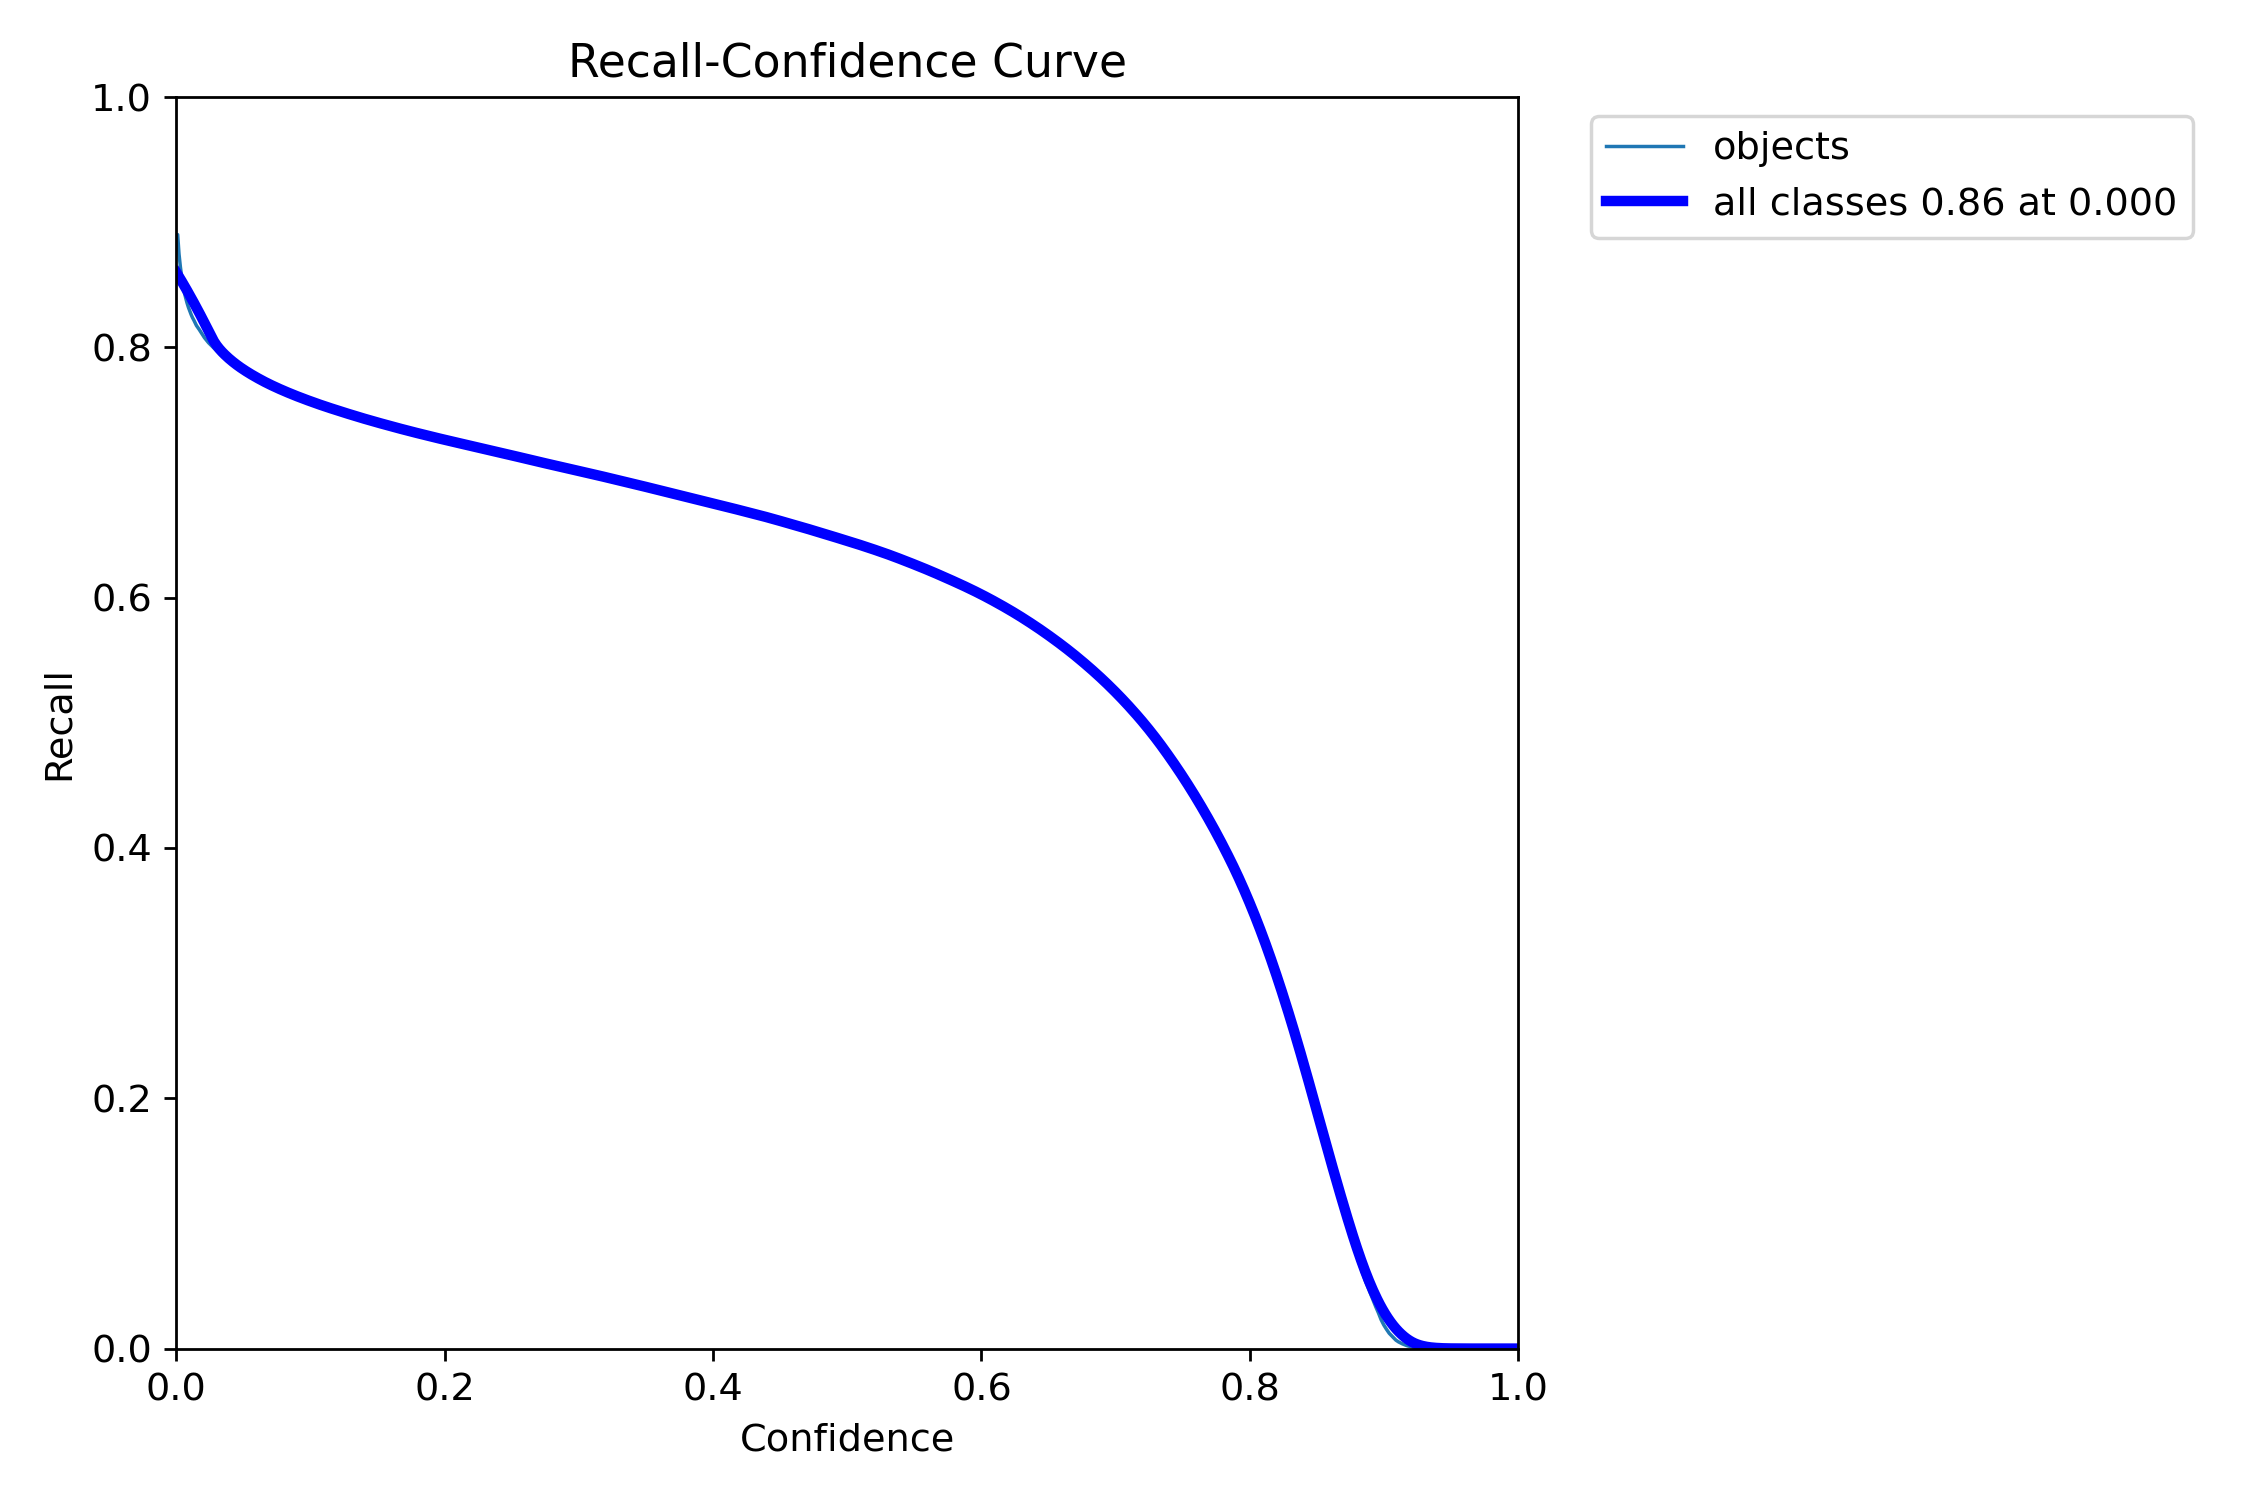 Recall-Confidence Curve
1.0
0.8
0.6
0.4
0.2
0.0
Recall
0.0 0.2 0.4 0.6 0.8 1.0
Confidence
objects
all classes 0.86 at 0.000